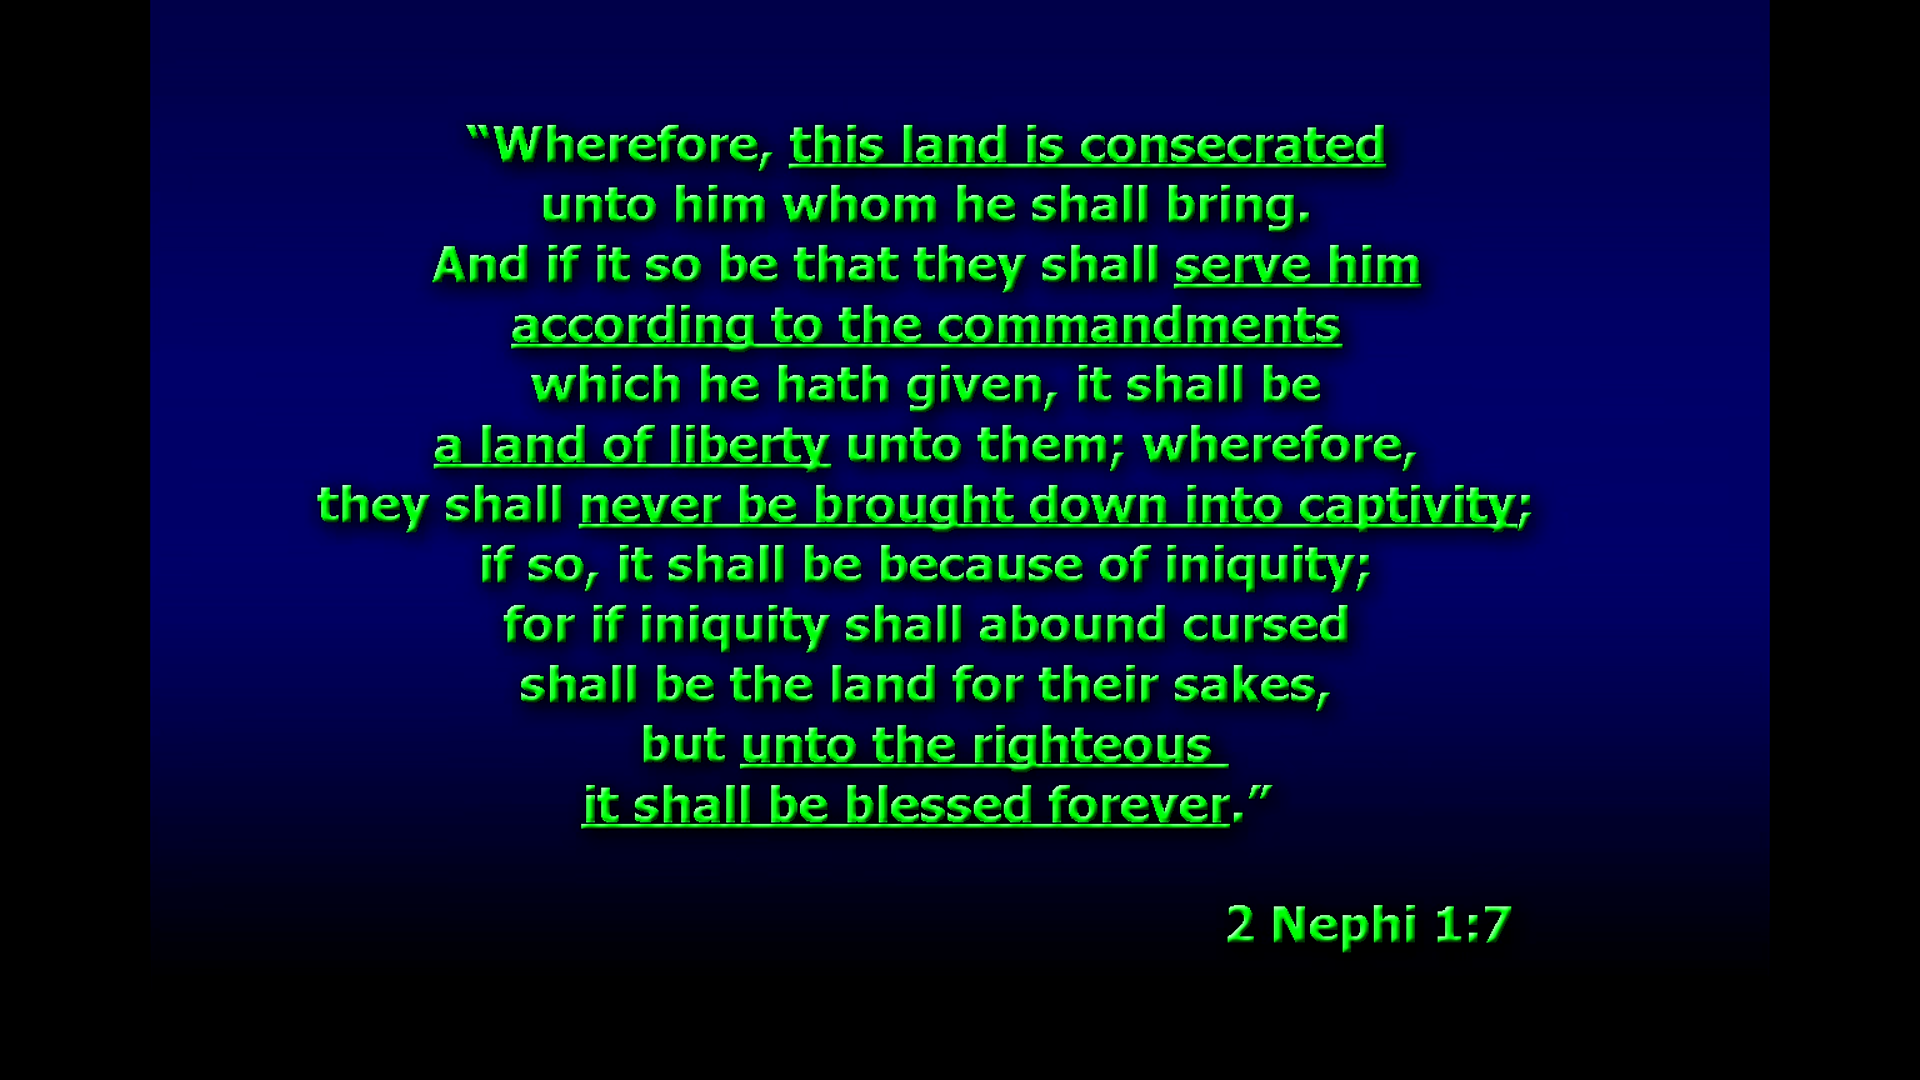 “Wherefore, this land is consecrated
unto him whom he shall bring.
And if it so be that they shall serve him
according to the commandments
which he hath given, it shall be
a land of liberty unto them; wherefore,
they shall never be brought down into captivity;
if so, it shall be because of iniquity;
for if iniquity shall abound cursed
shall be the land for their sakes,
but unto the righteous
it shall be blessed forever.”
2 Nephi 1:7